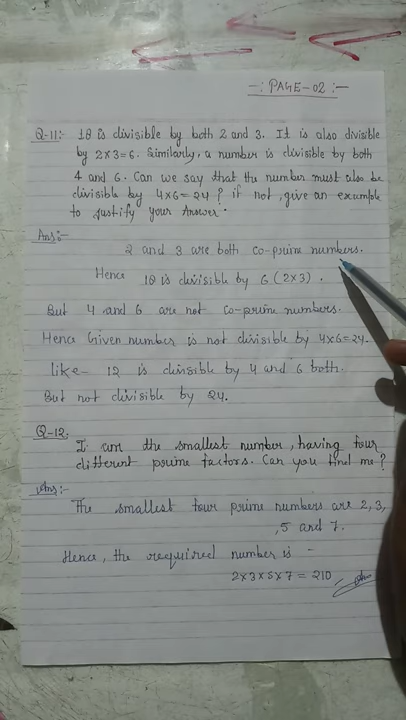 -: PAGE-02 :-
Q-11:- 18 is divisible by both 2 and 3. It is also divisible
by 2×3=6. Similarly, a number is divisible by both
4 and 6. Can we say that the number must also be
divisible by 4×6=24? if not, give an example
to justify your Answer.
Ans:-
2 and 3 are both co-prime numbers.
Hence 18 is divisible by 6 (2×3).
But 4 and 6 are not co-prime numbers.
Hence Given number is not divisible by 4×6=24.
like- 12 is divisible by 4 and 6 both.
But not divisible by 24.
Q-12.
I am the smallest number, having four
different prime factors. Can you find me?
Ans:-
The smallest four prime numbers are 2, 3,
, 5 and 7.
Hence, the required number is -
2×3×5×7 = 210